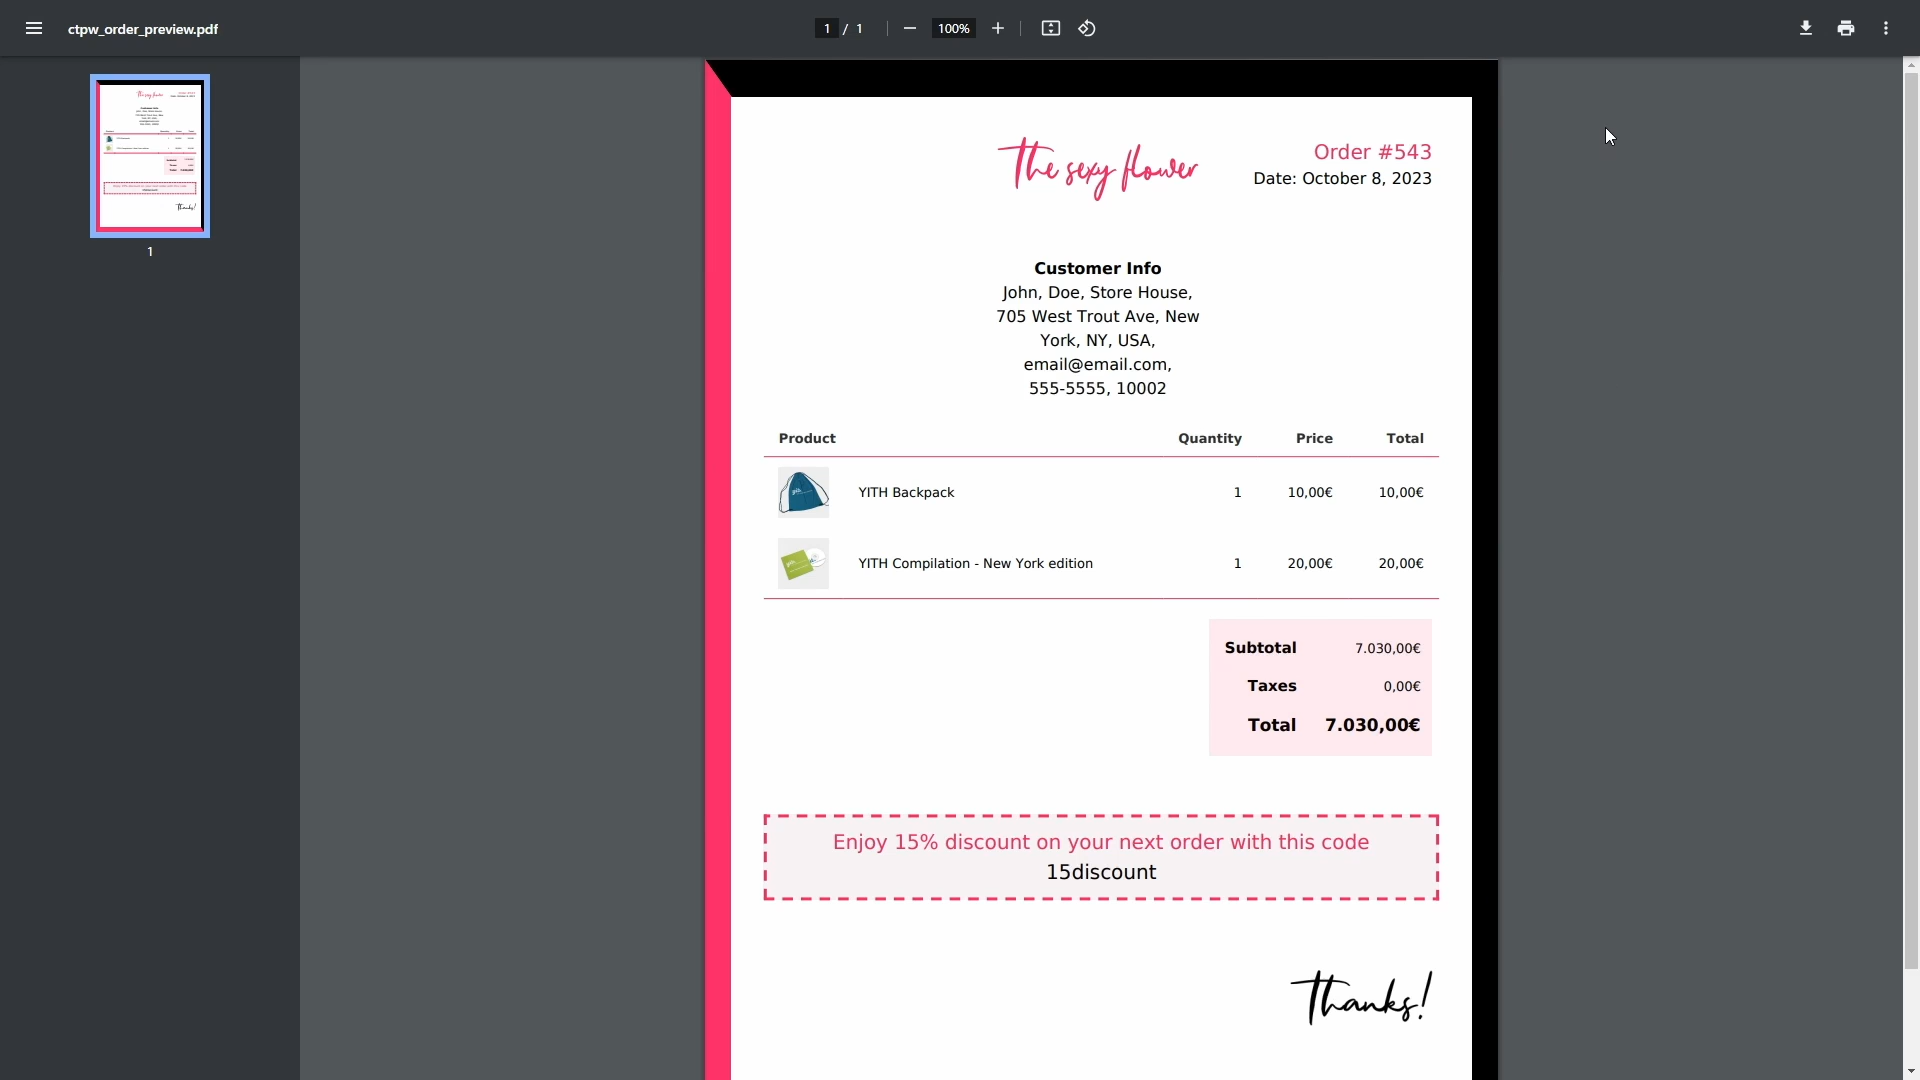 ctpw_order_preview.pdf
1 / 1
100%
1
The sexy flower
Order #543
Date: October 8, 2023
Customer Info
John, Doe, Store House,
705 West Trout Ave, New
York, NY, USA,
email@email.com,
555-5555, 10002
Product Quantity Price Total
YITH Backpack 1 10,00€ 10,00€
YITH Compilation - New York edition 1 20,00€ 20,00€
Subtotal 7.030,00€
Taxes 0,00€
Total 7.030,00€
Enjoy 15% discount on your next order with this code
15discount
Thanks!